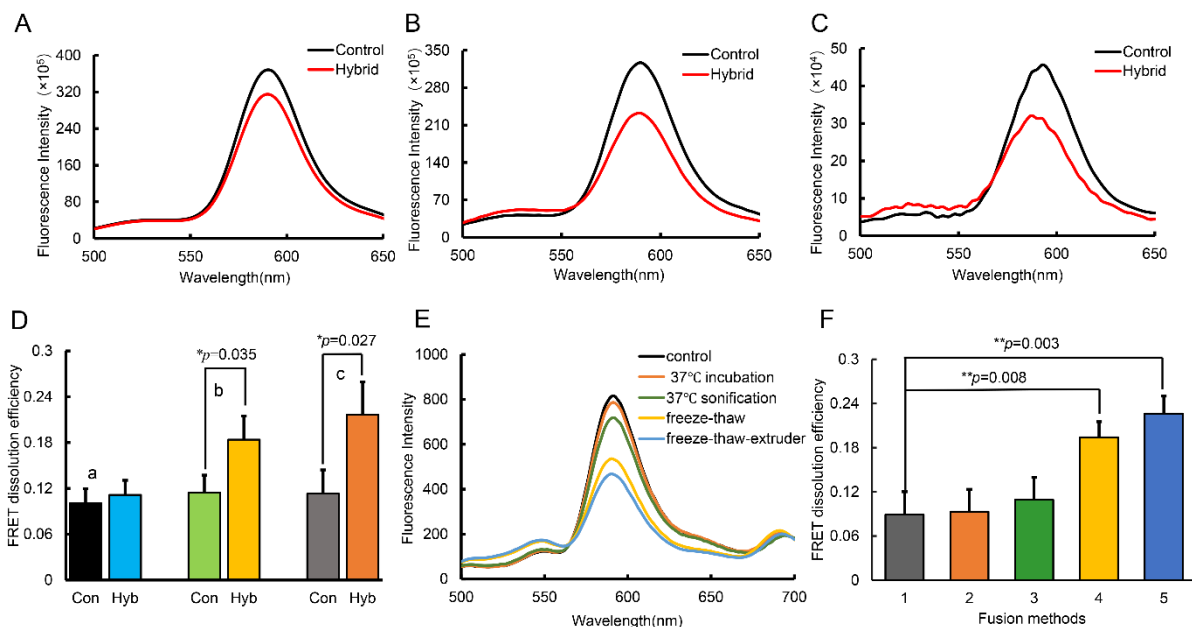 A
Fluorescence Intensity (×10⁵)
400
320
240
160
80
0
500
550
600
650
Wavelength(nm)
Control
Hybrid
B
Fluorescence Intensity (×10⁵)
350
280
210
140
70
0
500
550
600
650
Wavelength(nm)
Control
Hybrid
C
Fluorescence Intensity (×10⁴)
50
40
30
20
10
0
500
550
600
650
Wavelength(nm)
Control
Hybrid
D
FRET dissolution efficiency
0.3
0.24
0.18
0.12
0.06
0
a
*p=0.035
b
*p=0.027
c
Con Hyb
Con Hyb
Con Hyb
E
Fluorescence Intensity
1000
800
600
400
200
0
500
550
600
650
700
Wavelength(nm)
control
37℃ incubation
37℃ sonification
freeze-thaw
freeze-thaw-extruder
F
FRET dissolution efficiency
0.3
0.24
0.18
0.12
0.06
0
**p=0.003
**p=0.008
1
2
3
4
5
Fusion methods